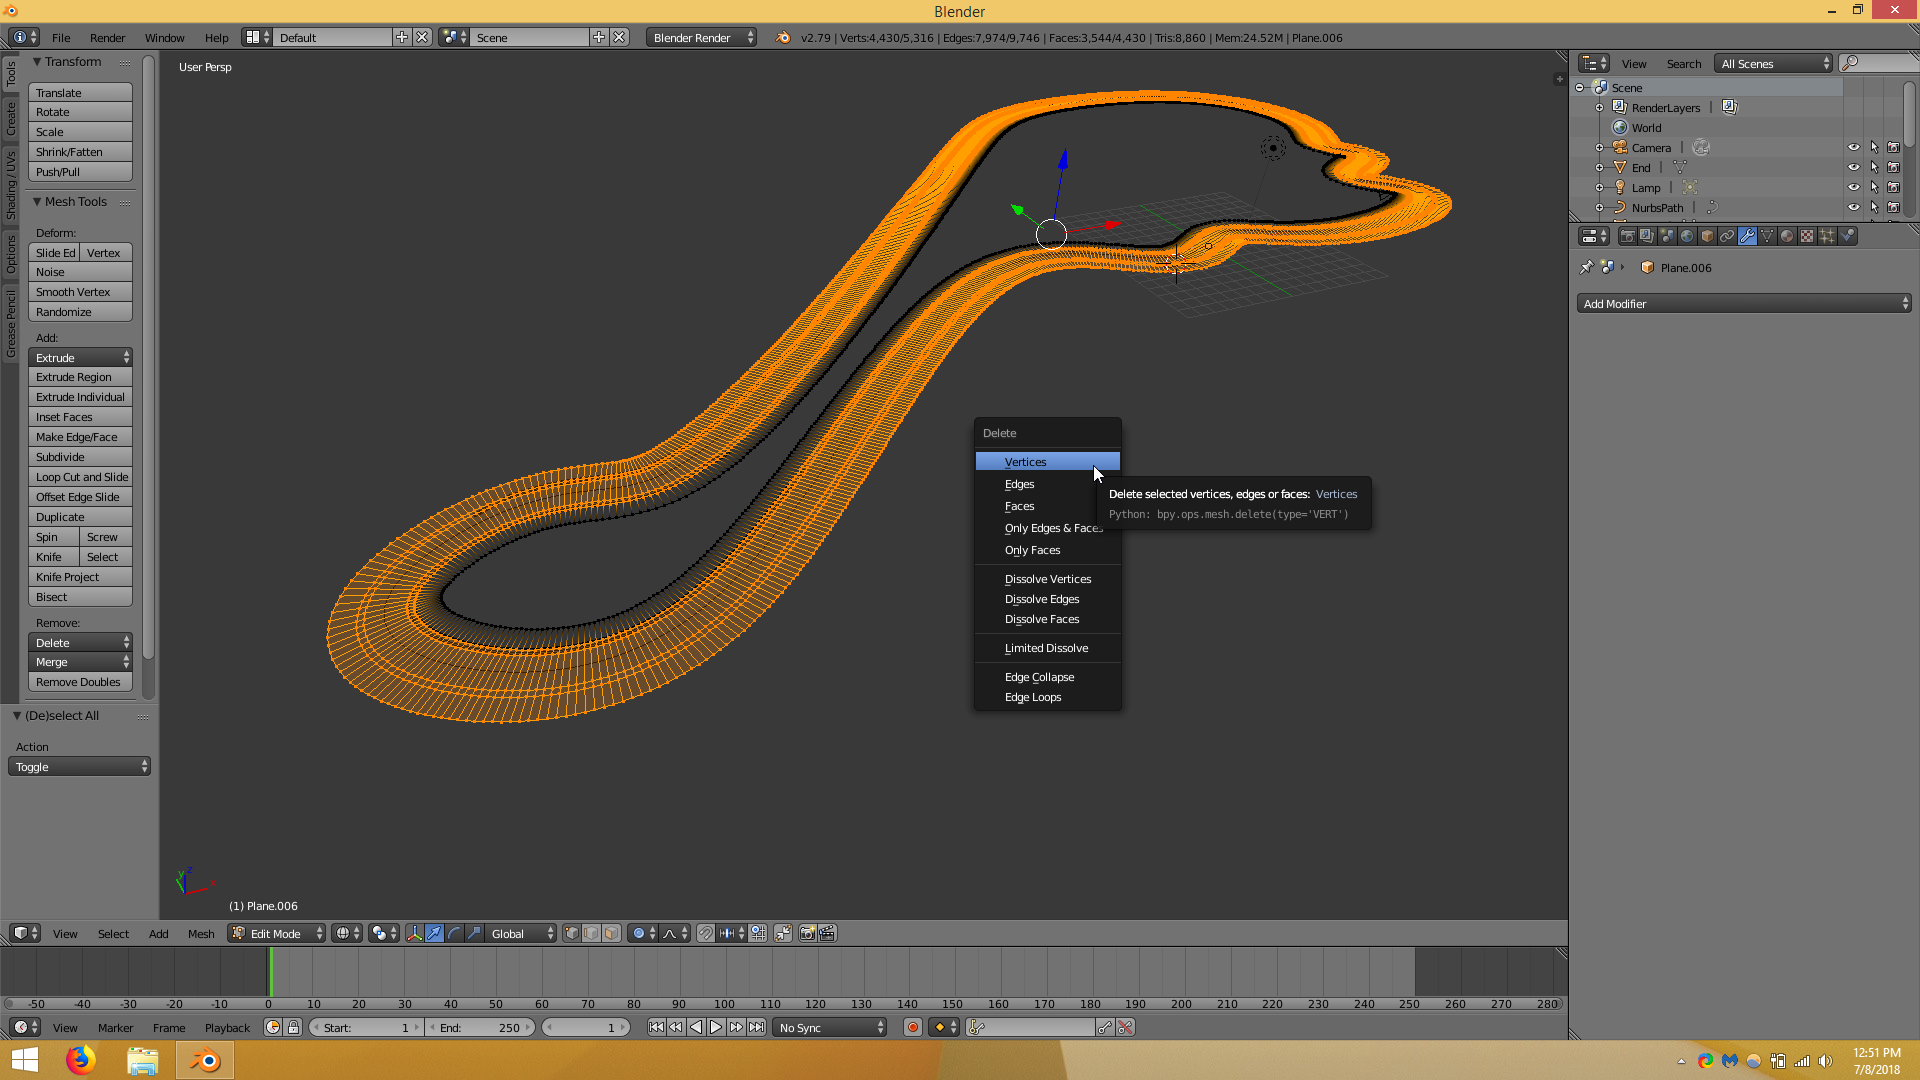 Blender
File Render Window Help Default Scene Blender Render v2.79 | Verts:4,430/5,316 | Edges:7,974/9,746 | Faces:3,544/4,430 | Tris:8,860 | Mem:24.52M | Plane.006
Tools
Create
Shading / UVs
Options
Grease Pencil
Transform
Translate
Rotate
Scale
Shrink/Fatten
Push/Pull
Mesh Tools
Deform:
Slide Ed Vertex
Noise
Smooth Vertex
Randomize
Add:
Extrude
Extrude Region
Extrude Individual
Inset Faces
Make Edge/Face
Subdivide
Loop Cut and Slide
Offset Edge Slide
Duplicate
Spin Screw
Knife Select
Knife Project
Bisect
Remove:
Delete
Merge
Remove Doubles
(De)select All
Action
Toggle
User Persp
Delete
Vertices
Edges
Faces
Only Edges & Faces
Only Faces
Dissolve Vertices
Dissolve Edges
Dissolve Faces
Limited Dissolve
Edge Collapse
Edge Loops
Delete selected vertices, edges or faces: Vertices
Python: bpy.ops.mesh.delete(type='VERT')
y z x
(1) Plane.006
View Search All Scenes
Scene
RenderLayers
World
Camera
End
Lamp
NurbsPath
Plane.006
Add Modifier
View Select Add Mesh Edit Mode Global
-50 -40 -30 -20 -10 0 10 20 30 40 50 60 70 80 90 100 110 120 130 140 150 160 170 180 190 200 210 220 230 240 250 260 270 280
View Marker Frame Playback Start: 1 End: 250 1 No Sync
12:51 PM
7/8/2018